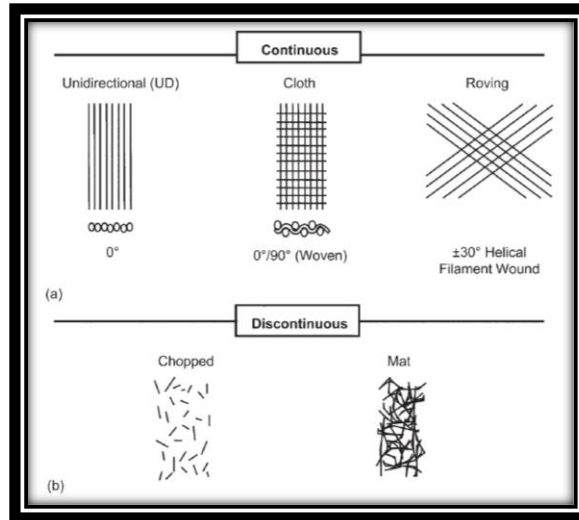 Continuous
Unidirectional (UD)
Cloth
Roving
0°
0°/90° (Woven)
±30° Helical
Filament Wound
(a)
Discontinuous
Chopped
Mat
(b)